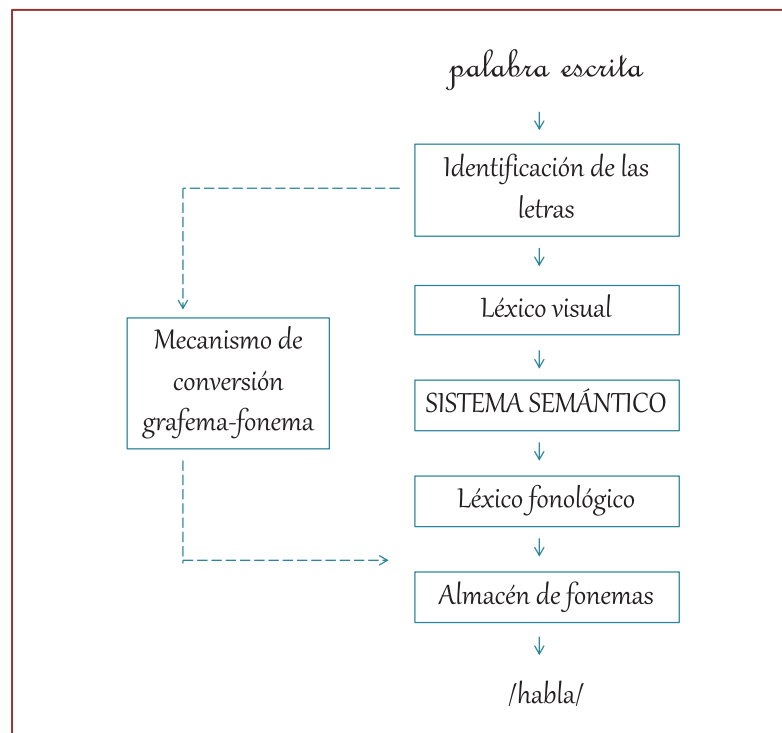 palabra escrita
Identificación de las
letras
Léxico visual
Mecanismo de
conversión
grafema-fonema
SISTEMA SEMÁNTICO
Léxico fonológico
Almacén de fonemas
/habla/